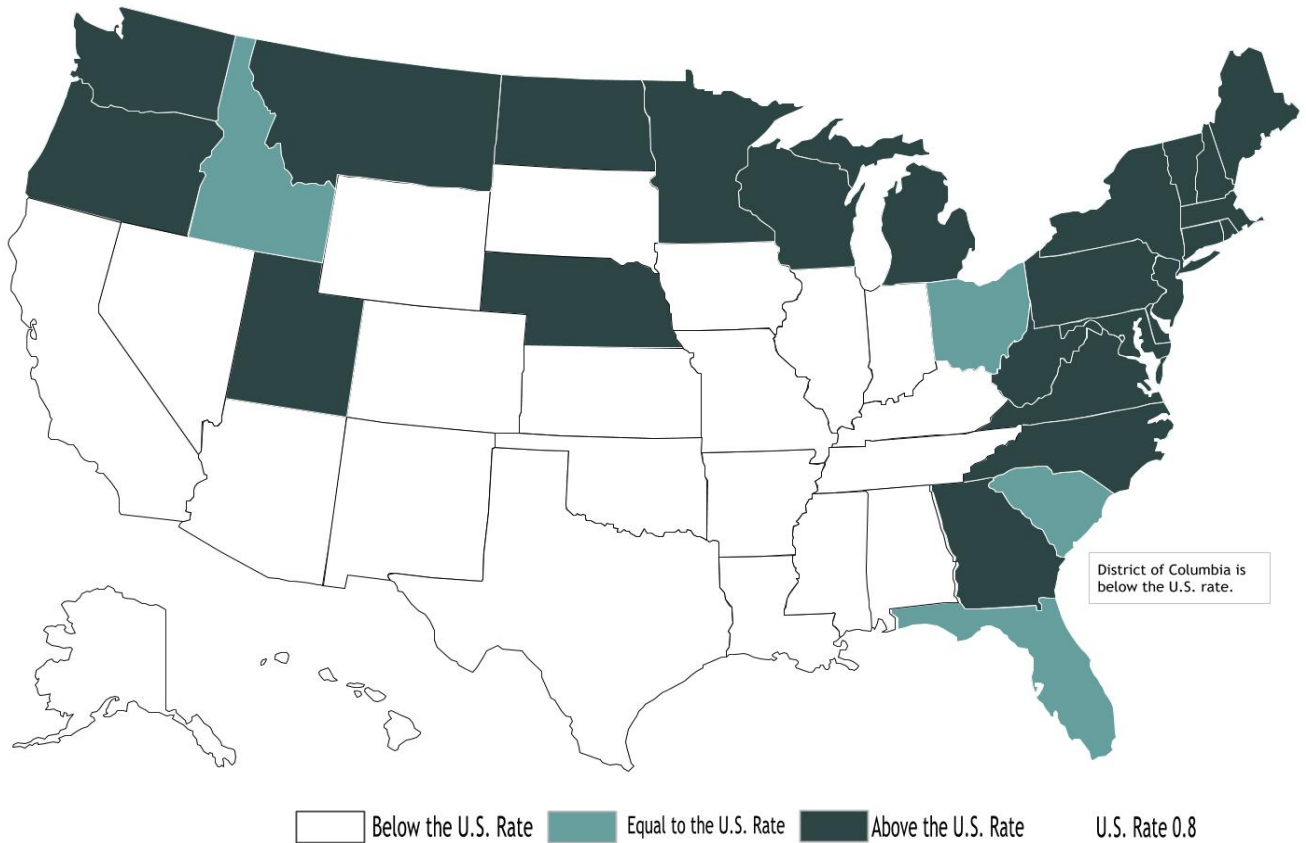 District of Columbia is
below the U.S. rate.
Below the U.S. Rate
Equal to the U.S. Rate
Above the U.S. Rate
U.S. Rate 0.8